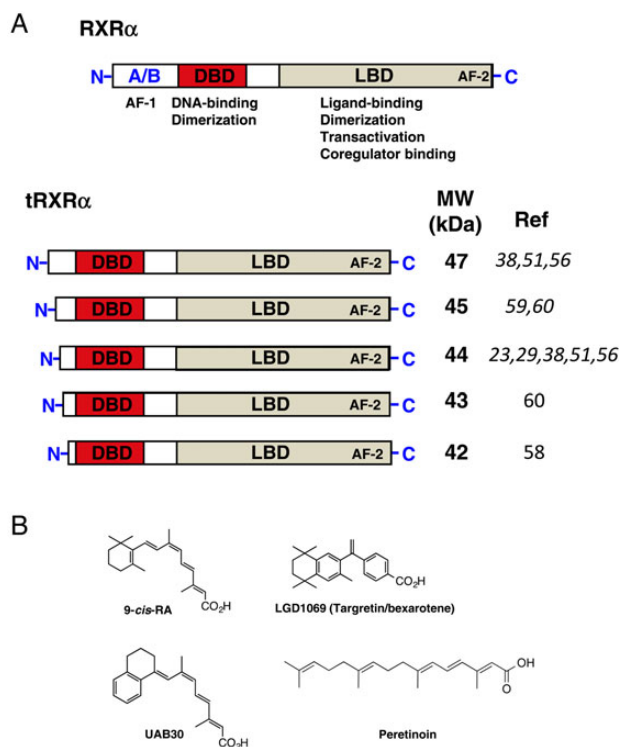 A
RXRα
N- A/B DBD LBD AF-2 -C
AF-1 DNA-binding Ligand-binding
Dimerization Dimerization
Transactivation
Coregulator binding
tRXRα MW
(kDa) Ref
N- DBD LBD AF-2 -C 47 38,51,56
N- DBD LBD AF-2 -C 45 59,60
N- DBD LBD AF-2 -C 44 23,29,38,51,56
N- DBD LBD AF-2 -C 43 60
N- DBD LBD AF-2 -C 42 58
B
CO₂H
CO₂H
9-cis-RA LGD1069 (Targretin/bexarotene)
OH
O
CO₂H
UAB30 Peretinoin